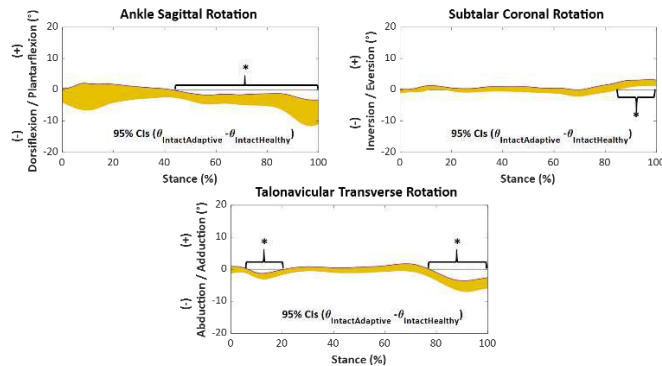 Ankle Sagittal Rotation
Dorsiflexion / Plantarflexion (°)
(+)
(-)
20
10
0
-10
-20
*
95% CIs (θIntactAdaptive -θIntactHealthy)
0 20 40 60 80 100
Stance (%)
Subtalar Coronal Rotation
Inversion / Eversion (°)
(+)
(-)
20
10
0
-10
-20
*
95% CIs (θIntactAdaptive -θIntactHealthy)
0 20 40 60 80 100
Stance (%)
Talonavicular Transverse Rotation
Abduction / Adduction (°)
(+)
(-)
20
10
0
-10
-20
* *
95% CIs (θIntactAdaptive -θIntactHealthy)
0 20 40 60 80 100
Stance (%)